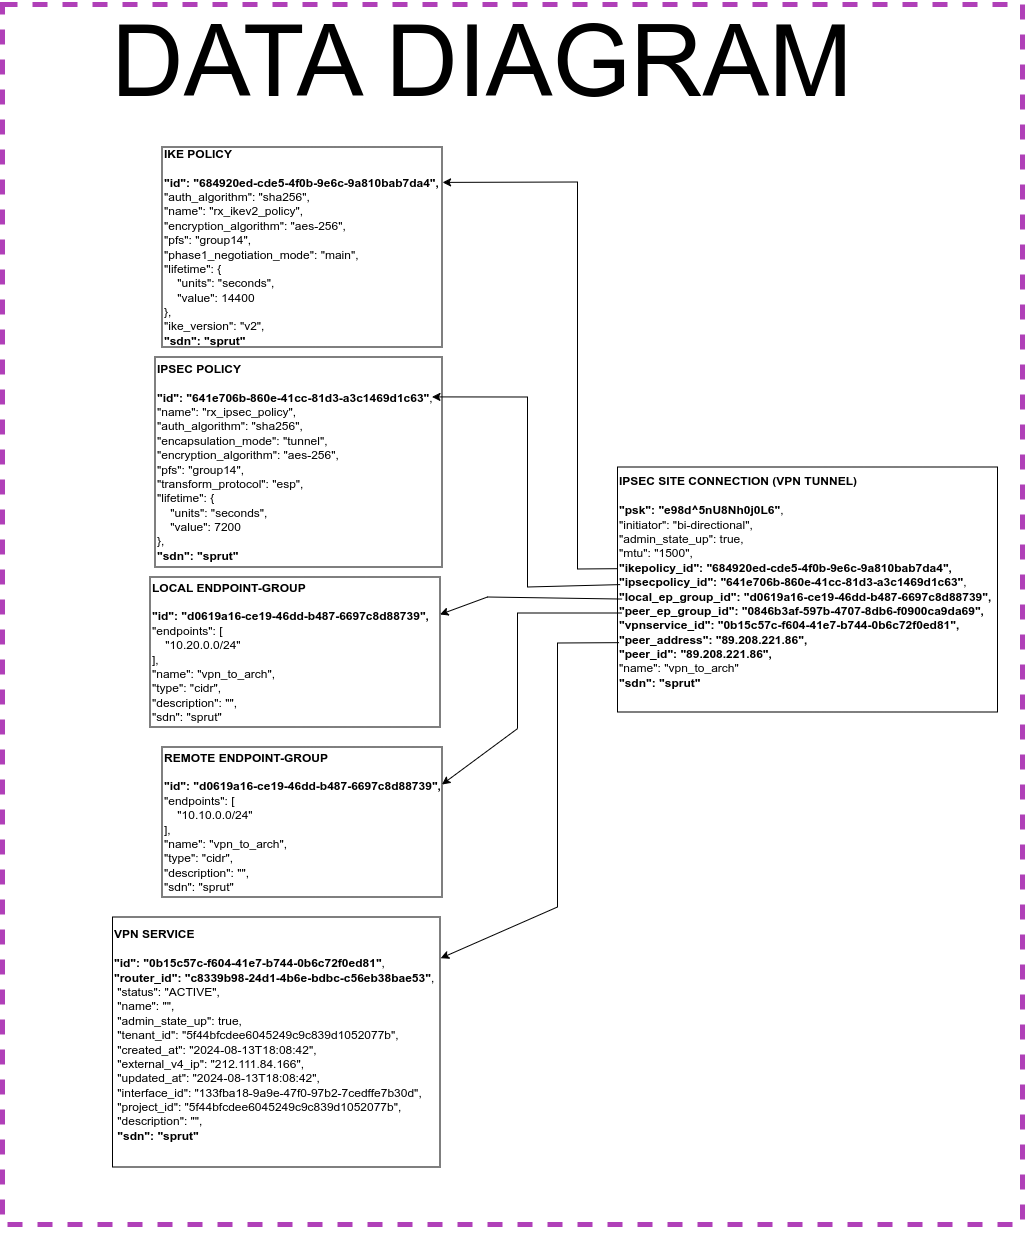 DATA DIAGRAM
IKE POLICY
"id": "684920ed-cde5-4f0b-9e6c-9a810bab7da4",
"auth_algorithm": "sha256",
"name": "rx_ikev2_policy",
"encryption_algorithm": "aes-256",
"pfs": "group14",
"phase1_negotiation_mode": "main",
"lifetime": {
"units": "seconds",
"value": 14400
},
"ike_version": "v2",
"sdn": "sprut"
IPSEC POLICY
"id": "641e706b-860e-41cc-81d3-a3c1469d1c63",
"name": "rx_ipsec_policy",
"auth_algorithm": "sha256",
"encapsulation_mode": "tunnel",
"encryption_algorithm": "aes-256",
"pfs": "group14",
"transform_protocol": "esp",
"lifetime": {
"units": "seconds",
"value": 7200
},
"sdn": "sprut"
LOCAL ENDPOINT-GROUP
"id": "d0619a16-ce19-46dd-b487-6697c8d88739",
"endpoints": [
"10.20.0.0/24"
],
"name": "vpn_to_arch",
"type": "cidr",
"description": "",
"sdn": "sprut"
REMOTE ENDPOINT-GROUP
"id": "d0619a16-ce19-46dd-b487-6697c8d88739",
"endpoints": [
"10.10.0.0/24"
],
"name": "vpn_to_arch",
"type": "cidr",
"description": "",
"sdn": "sprut"
VPN SERVICE
"id": "0b15c57c-f604-41e7-b744-0b6c72f0ed81",
"router_id": "c8339b98-24d1-4b6e-bdbc-c56eb38bae53",
"status": "ACTIVE",
"name": "",
"admin_state_up": true,
"tenant_id": "5f44bfcdee6045249c9c839d1052077b",
"created_at": "2024-08-13T18:08:42",
"external_v4_ip": "212.111.84.166",
"updated_at": "2024-08-13T18:08:42",
"interface_id": "133fba18-9a9e-47f0-97b2-7cedffe7b30d",
"project_id": "5f44bfcdee6045249c9c839d1052077b",
"description": "",
"sdn": "sprut"
IPSEC SITE CONNECTION (VPN TUNNEL)
"psk": "e98d^5nU8Nh0j0L6",
"initiator": "bi-directional",
"admin_state_up": true,
"mtu": "1500",
"ikepolicy_id": "684920ed-cde5-4f0b-9e6c-9a810bab7da4",
"ipsecpolicy_id": "641e706b-860e-41cc-81d3-a3c1469d1c63",
"local_ep_group_id": "d0619a16-ce19-46dd-b487-6697c8d88739",
"peer_ep_group_id": "0846b3af-597b-4707-8db6-f0900ca9da69",
"vpnservice_id": "0b15c57c-f604-41e7-b744-0b6c72f0ed81",
"peer_address": "89.208.221.86",
"peer_id": "89.208.221.86",
"name": "vpn_to_arch"
"sdn": "sprut"